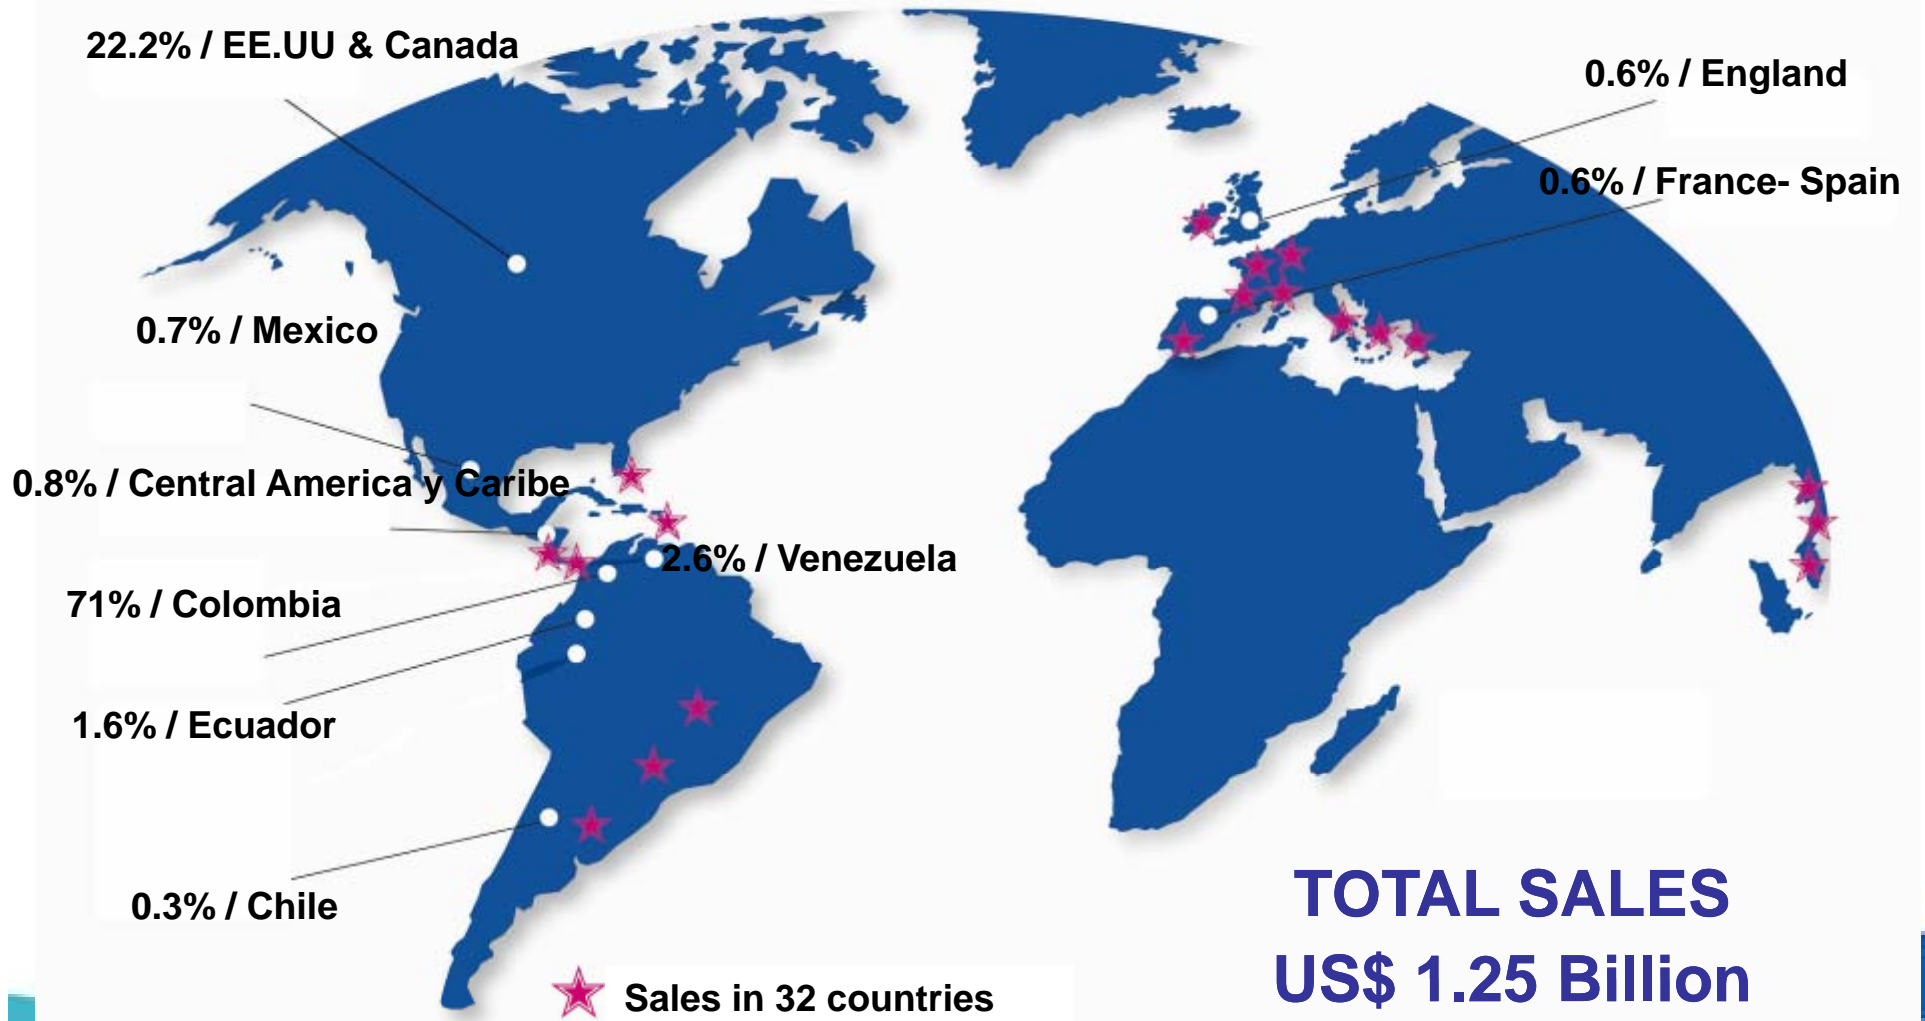 22.2% / EE.UU & Canada
0.6% / England
0.6% / France- Spain
0.7% / Mexico
0.8% / Central America y Caribe
2.6% / Venezuela
71% / Colombia
1.6% / Ecuador
0.3% / Chile
TOTAL SALES
US$ 1.25 Billion
Sales in 32 countries